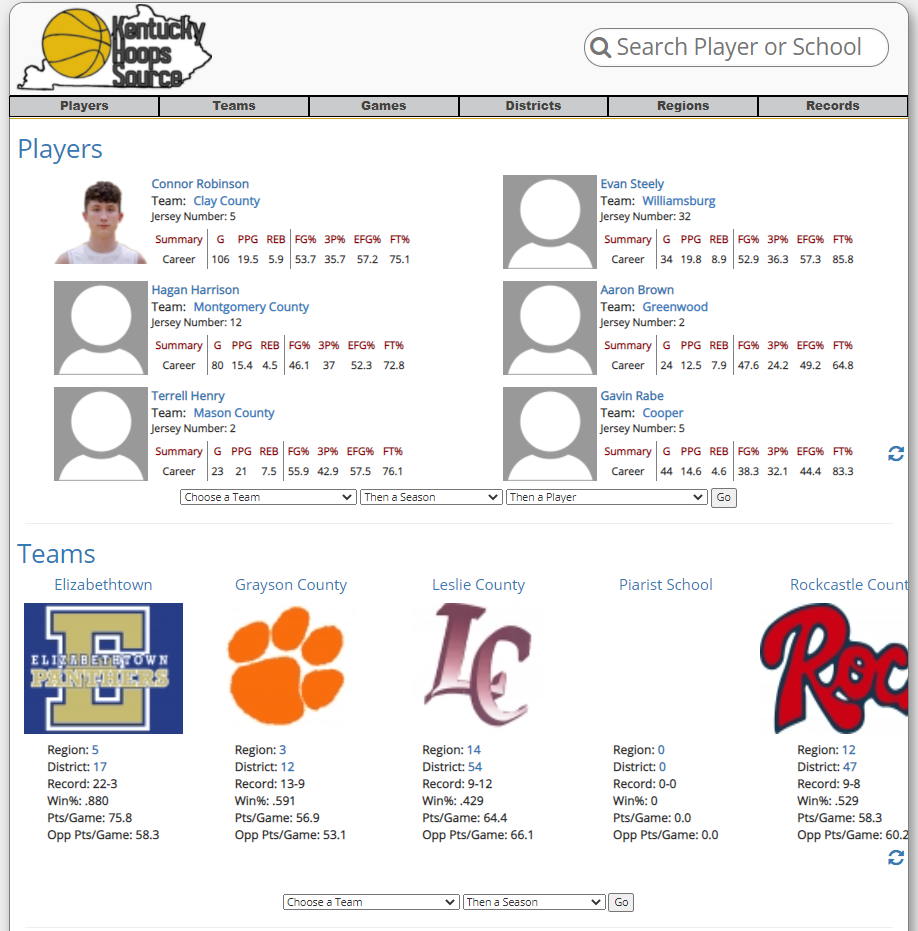 Kentucky
Hoops
Source
Search Player or School
Players Teams Games Districts Regions Records
Players
Connor Robinson
Team: Clay County
Jersey Number: 5
Summary G PPG REB FG% 3P% EFG% FT%
Career 106 19.5 5.9 53.7 35.7 57.2 75.1
Evan Steely
Team: Williamsburg
Jersey Number: 32
Summary G PPG REB FG% 3P% EFG% FT%
Career 34 19.8 8.9 52.9 36.3 57.3 85.8
Hagan Harrison
Team: Montgomery County
Jersey Number: 12
Summary G PPG REB FG% 3P% EFG% FT%
Career 80 15.4 4.5 46.1 37 52.3 72.8
Aaron Brown
Team: Greenwood
Jersey Number: 2
Summary G PPG REB FG% 3P% EFG% FT%
Career 24 12.5 7.9 47.6 24.2 49.2 64.8
Terrell Henry
Team: Mason County
Jersey Number: 2
Summary G PPG REB FG% 3P% EFG% FT%
Career 23 21 7.5 55.9 42.9 57.5 76.1
Gavin Rabe
Team: Cooper
Jersey Number: 5
Summary G PPG REB FG% 3P% EFG% FT%
Career 44 14.6 4.6 38.3 32.1 44.4 83.3
Choose a Team Then a Season Then a Player Go
Teams
Elizabethtown
E
ELIZABETHTOWN
PANTHERS
Region: 5
District: 17
Record: 22-3
Win%: .880
Pts/Game: 75.8
Opp Pts/Game: 58.3
Grayson County
Region: 3
District: 12
Record: 13-9
Win%: .591
Pts/Game: 56.9
Opp Pts/Game: 53.1
Leslie County
LC
Region: 14
District: 54
Record: 9-12
Win%: .429
Pts/Game: 64.4
Opp Pts/Game: 66.1
Piarist School
Region: 0
District: 0
Record: 0-0
Win%: 0
Pts/Game: 0.0
Opp Pts/Game: 0.0
Rockcastle Count
Roc
Region: 12
District: 47
Record: 9-8
Win%: .529
Pts/Game: 58.3
Opp Pts/Game: 60.2
Choose a Team Then a Season Go